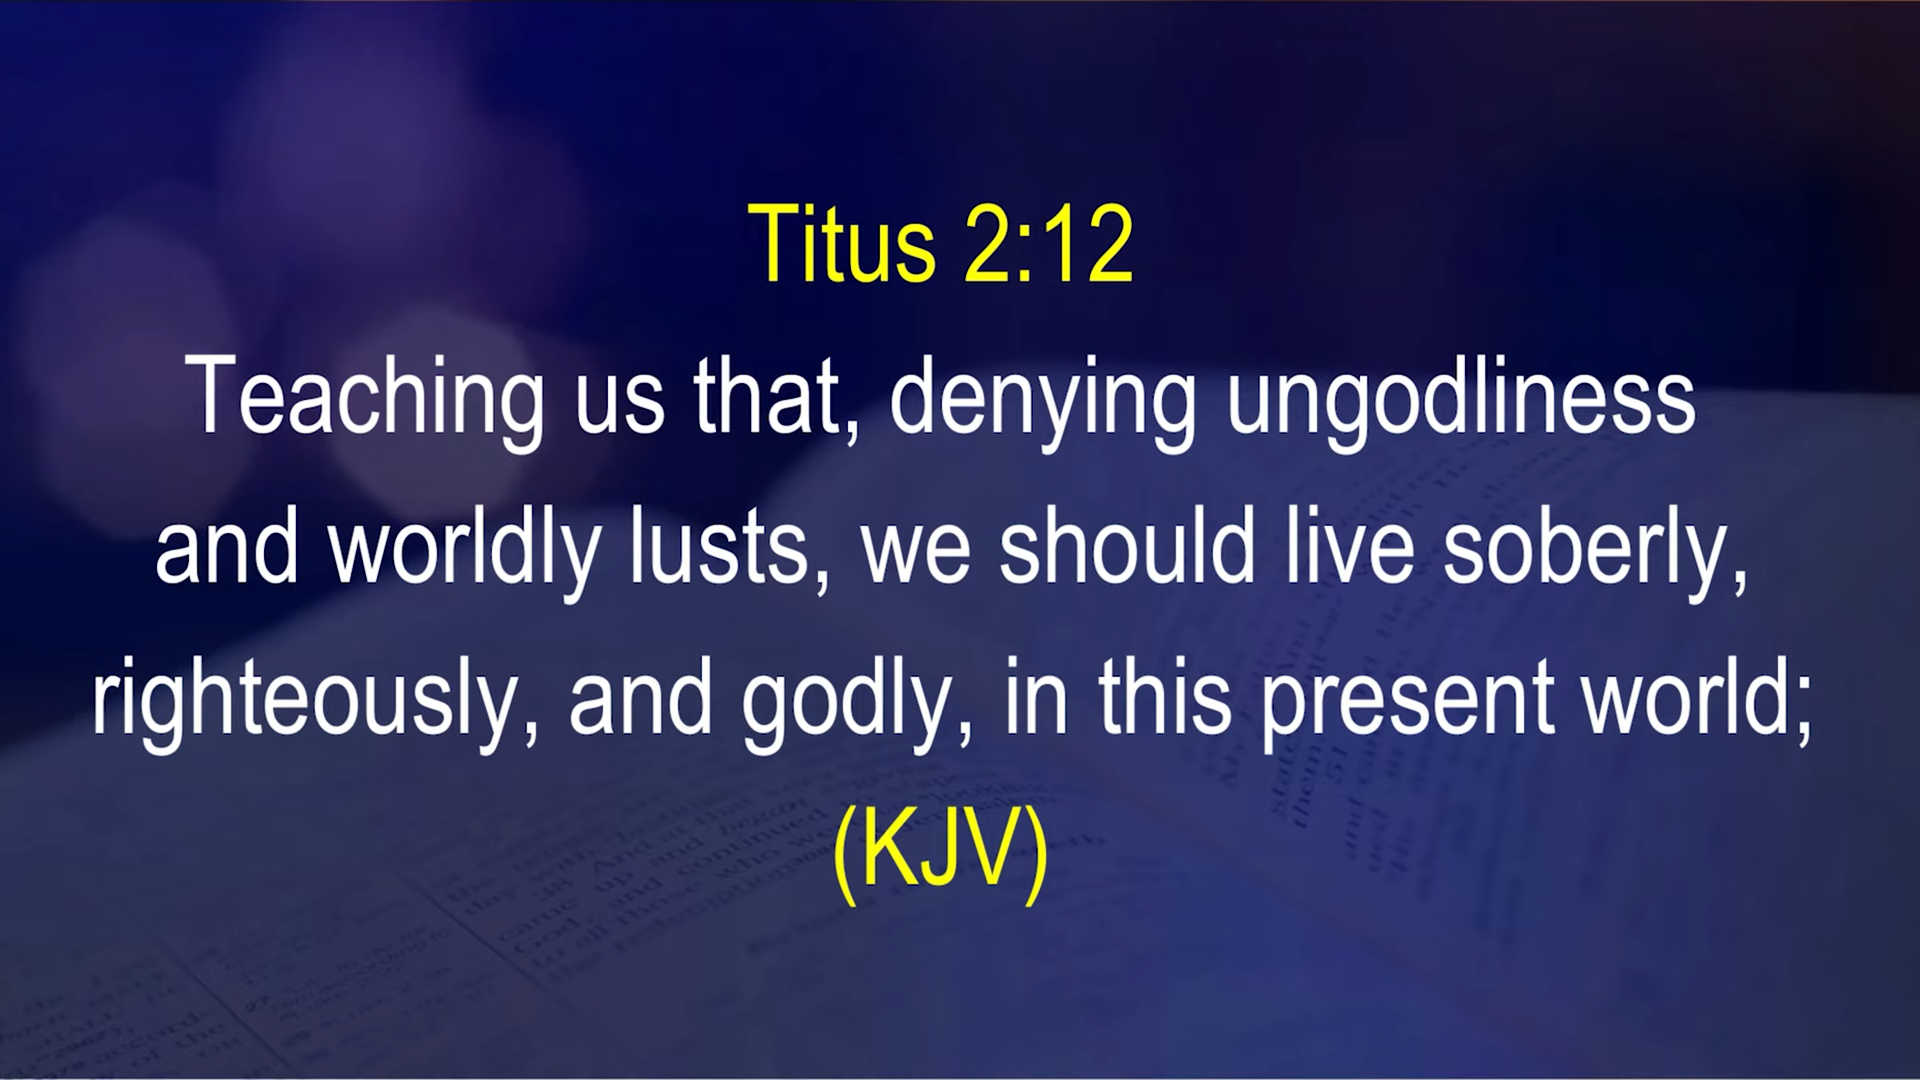 Titus 2:12
Teaching us that, denying ungodliness
and worldly lusts, we should live soberly,
righteously, and godly, in this present world;
(KJV)